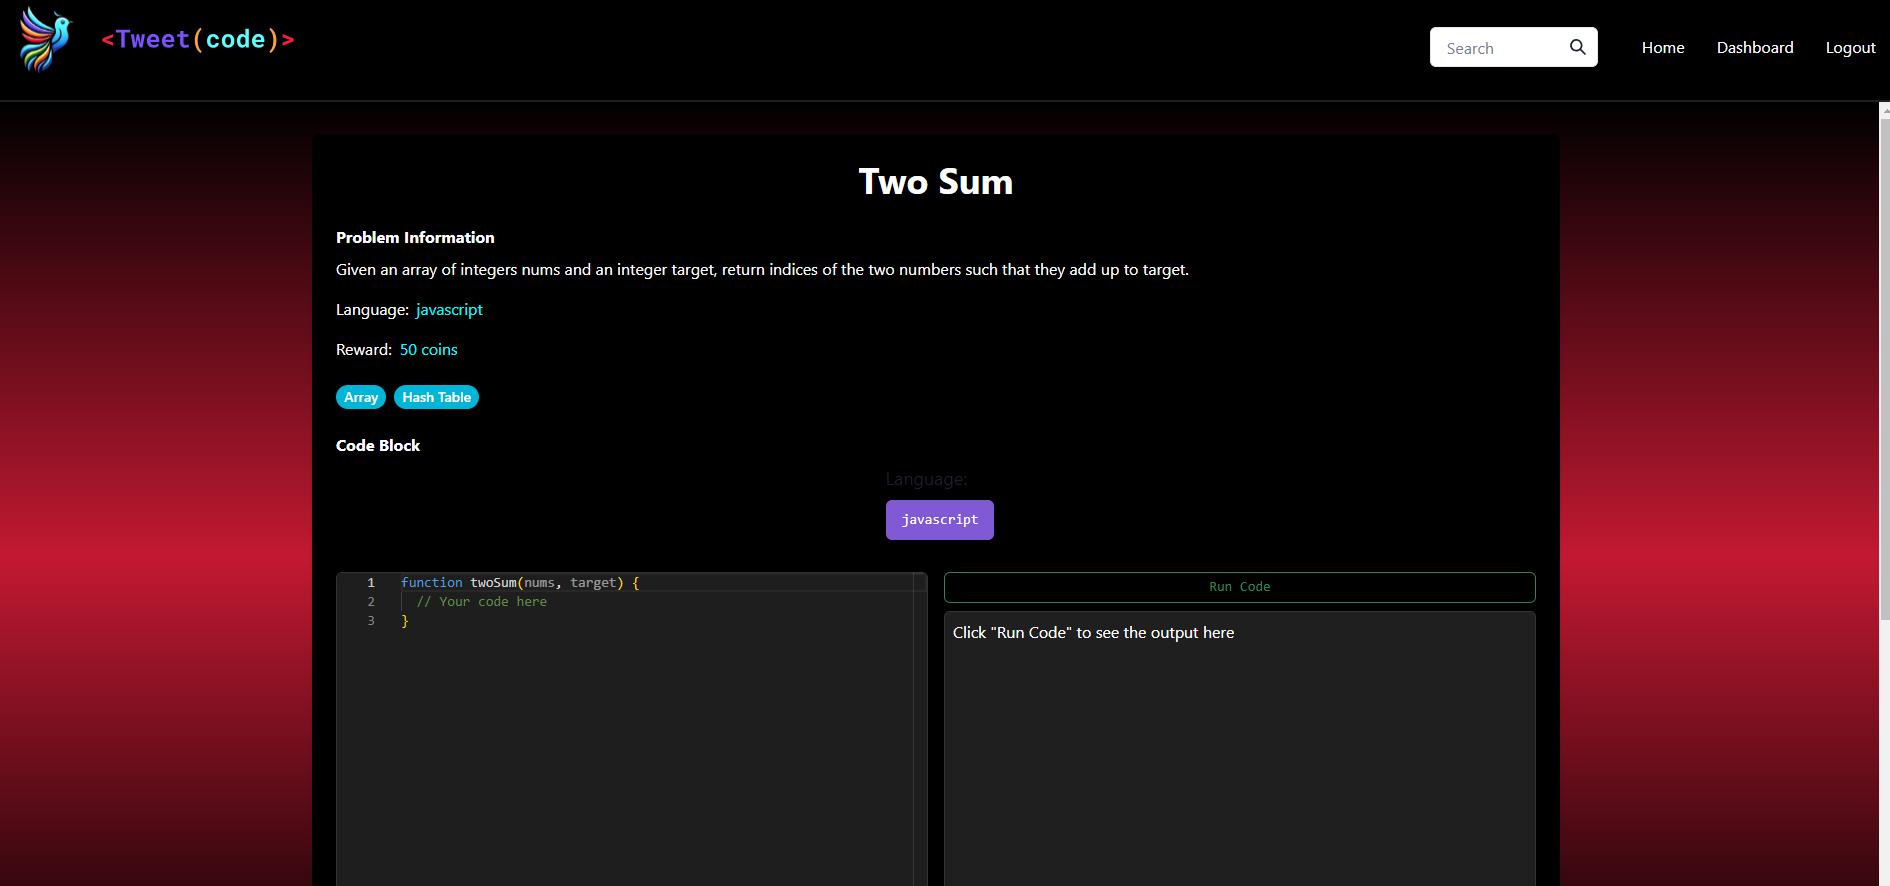 <Tweet(code)>
Search
Home
Dashboard
Logout
Two Sum
Problem Information
Given an array of integers nums and an integer target, return indices of the two numbers such that they add up to target.
Language: javascript
Reward: 50 coins
Array
Hash Table
Code Block
Language:
javascript
1 function twoSum(nums, target) {
2 // Your code here
3 }
Run Code
Click "Run Code" to see the output here